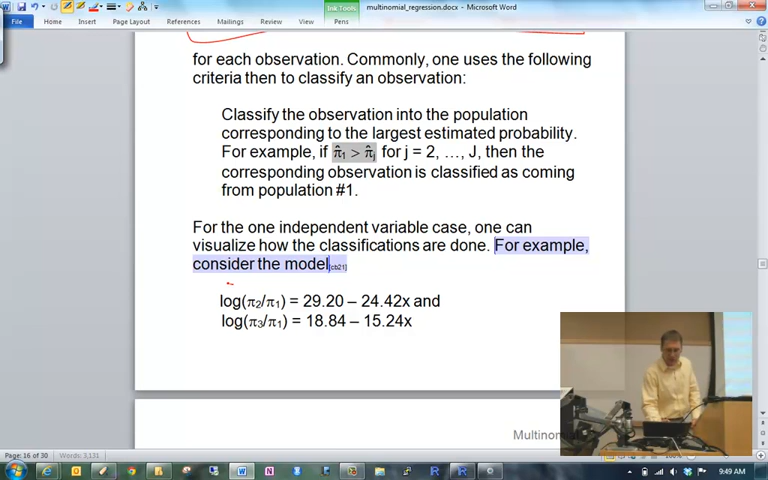 Ink Tools
multinomial_regression.docx - Microsoft Word
File Home Insert Page Layout References Mailings Review View Pens
for each observation. Commonly, one uses the following
criteria then to classify an observation:
Classify the observation into the population
corresponding to the largest estimated probability.
For example, if π̂₁ > π̂ⱼ for j = 2, …, J, then the
corresponding observation is classified as coming
from population #1.
For the one independent variable case, one can
visualize how the classifications are done. For example,
consider the model[cb21]
log(π₂/π₁) = 29.20 – 24.42x and
log(π₃/π₁) = 18.84 – 15.24x
Multinomi
Page: 16 of 30 Words: 3,131
9:49 AM